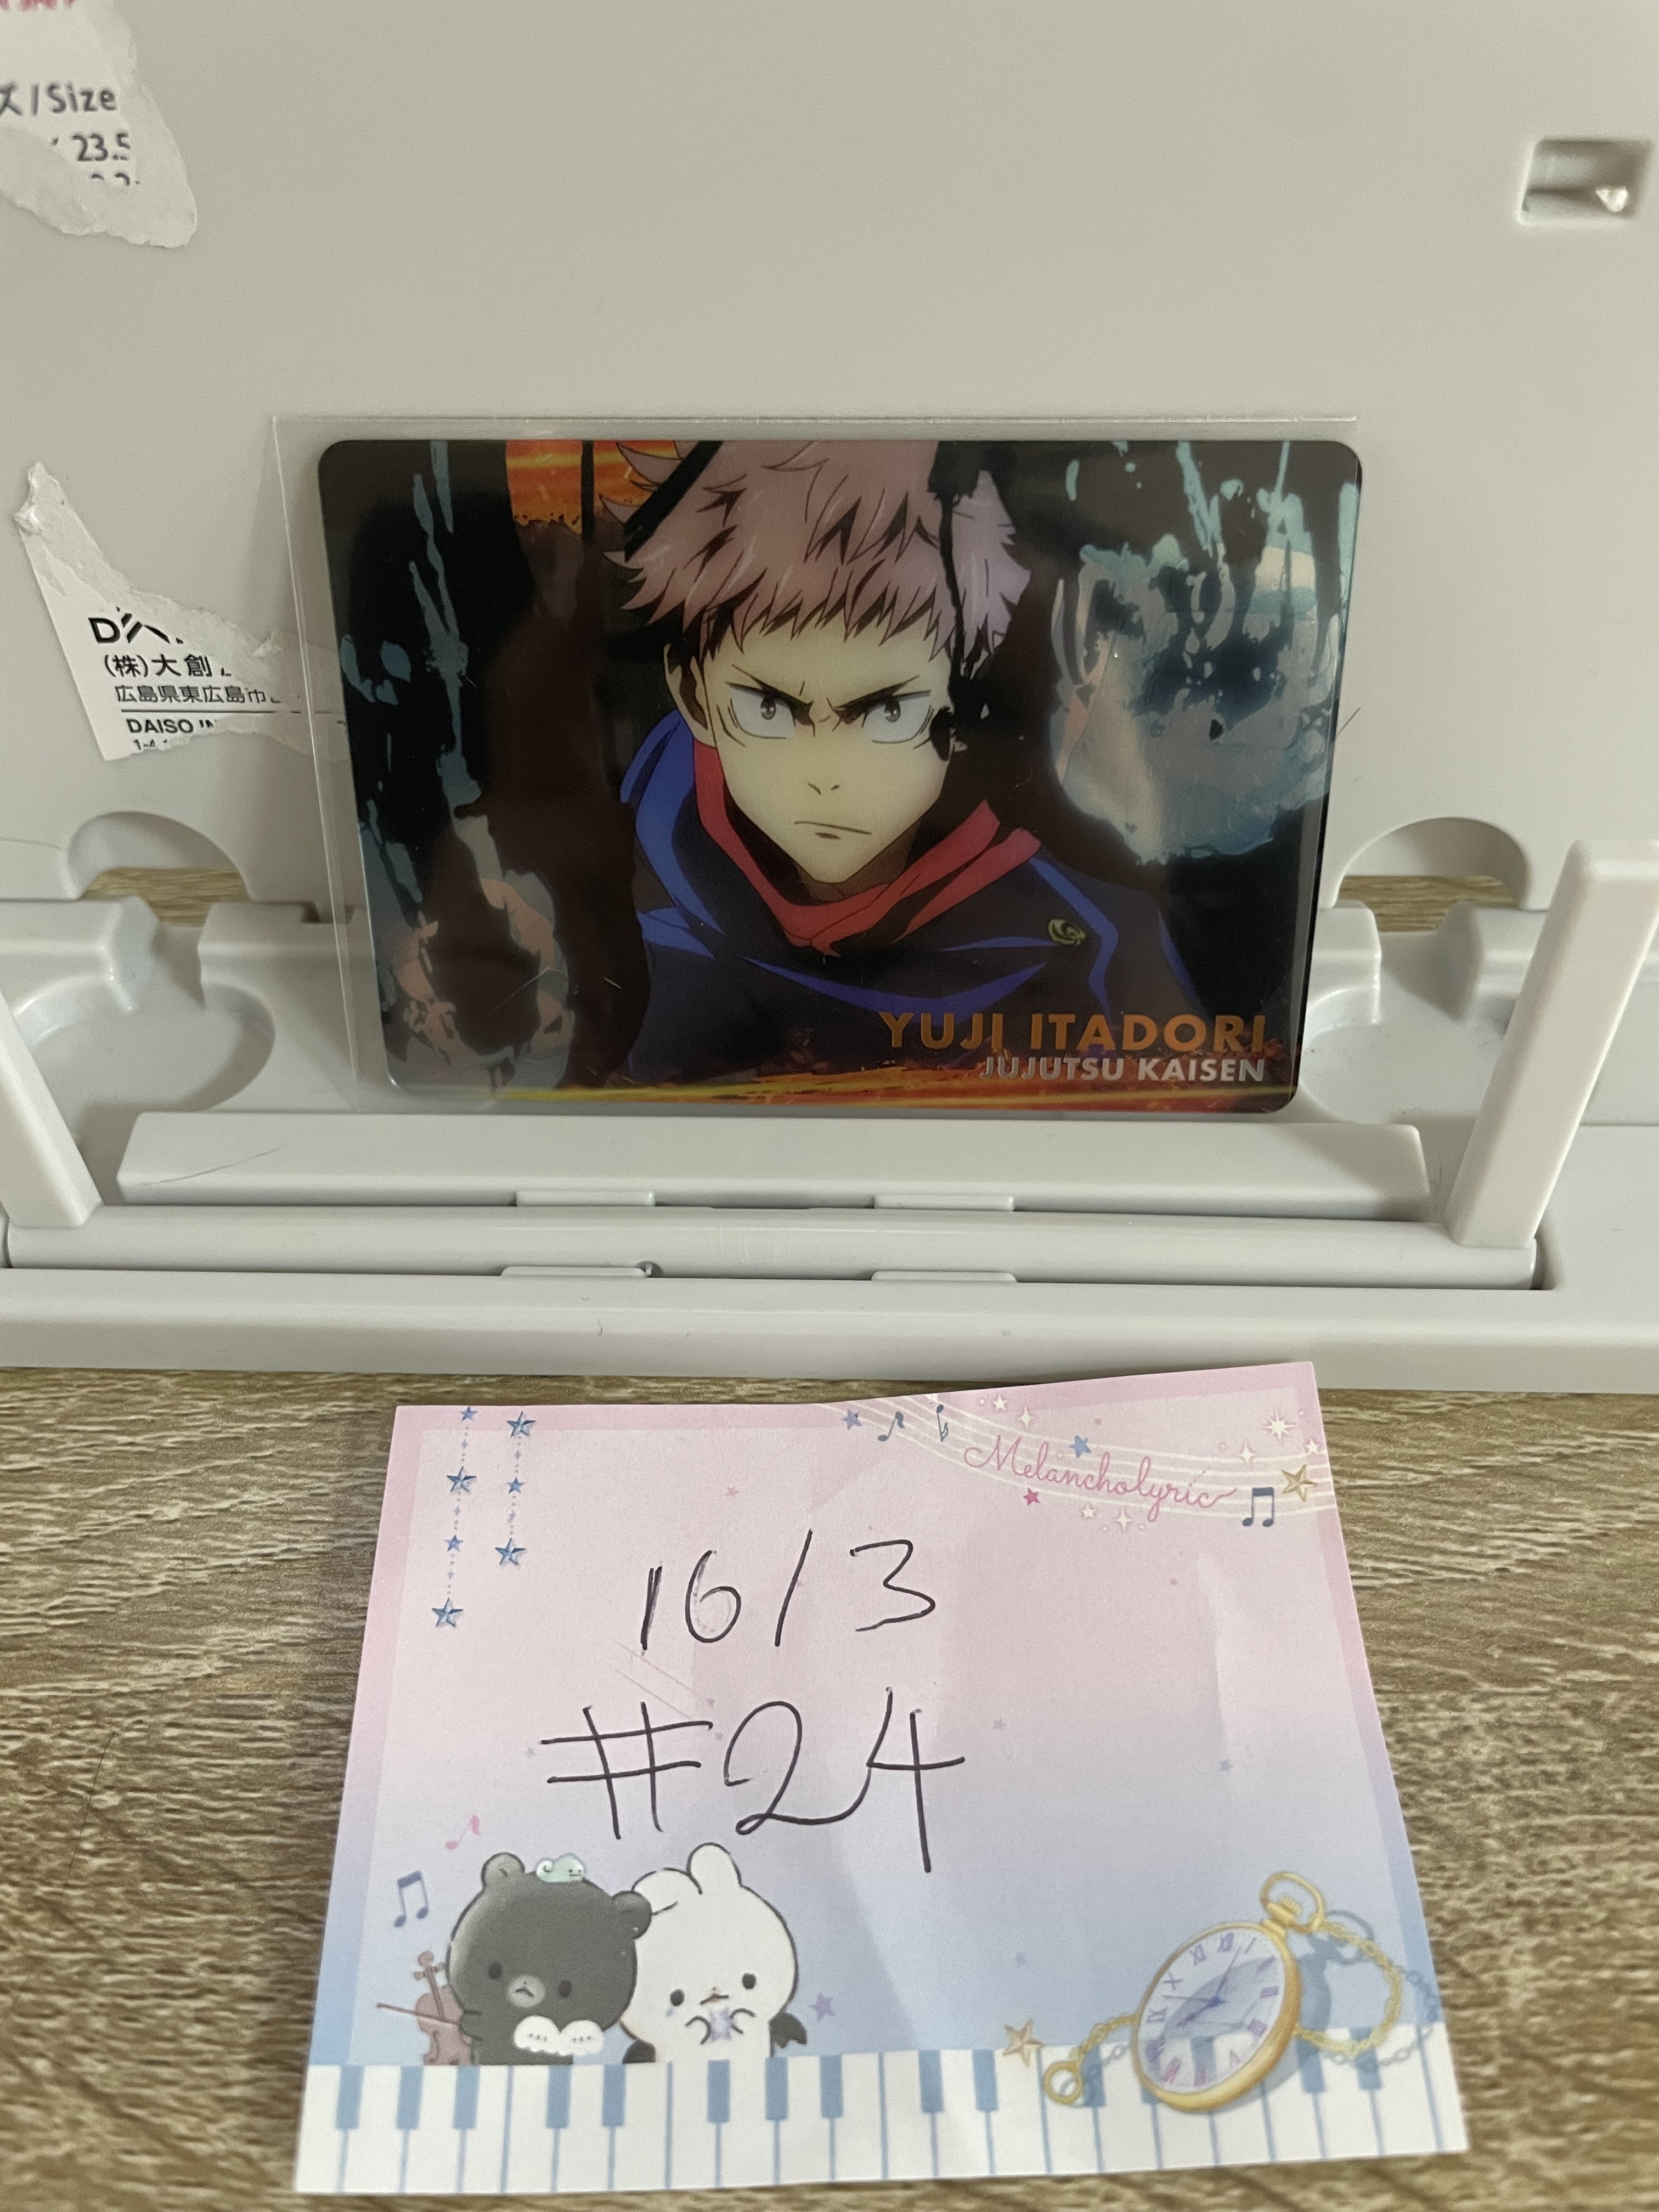 ズ/Size
23.5
(株)大創
広島県東広島市
DAISO IN
YUJI ITADORI
JUJUTSU KAISEN
Melancholyric
16/3
#24